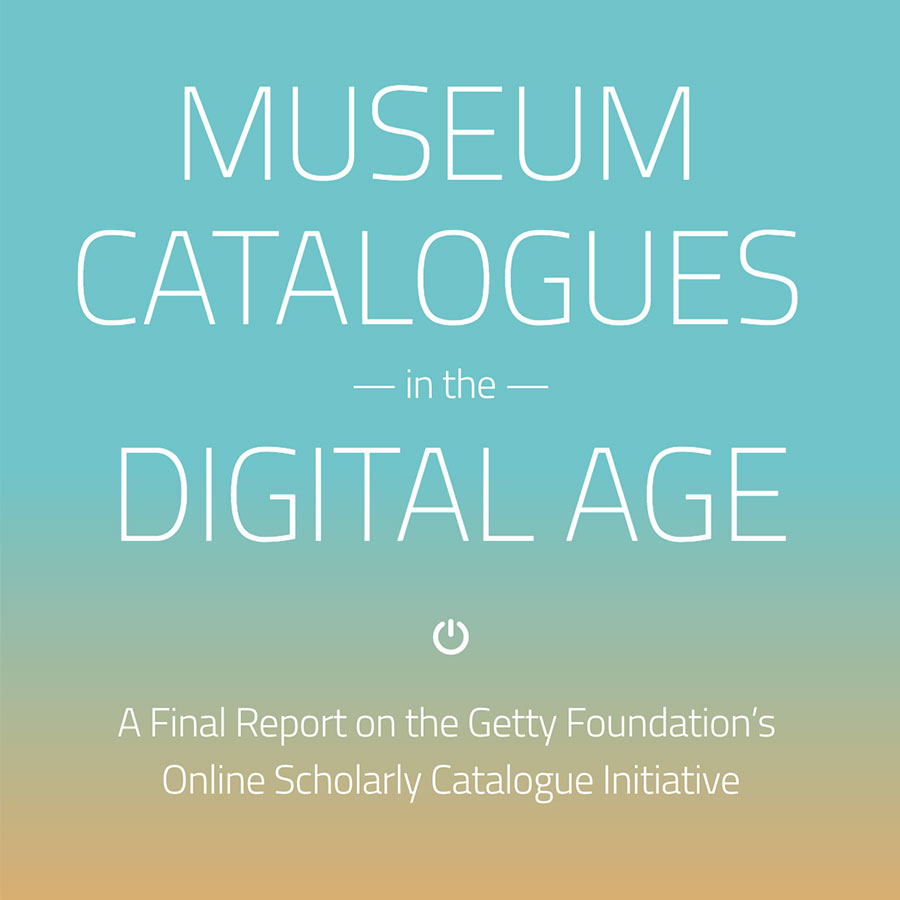 MUSEUM
CATALOGUES
— in the —
DIGITAL AGE
A Final Report on the Getty Foundation’s
Online Scholarly Catalogue Initiative